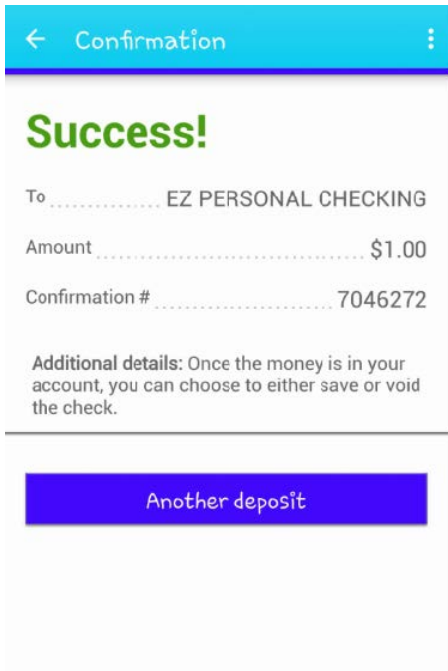 Confirmation
Success!
To .............. EZ PERSONAL CHECKING
Amount .................................. $1.00
Confirmation # ....................... 7046272
Additional details: Once the money is in your
account, you can choose to either save or void
the check.
Another deposit